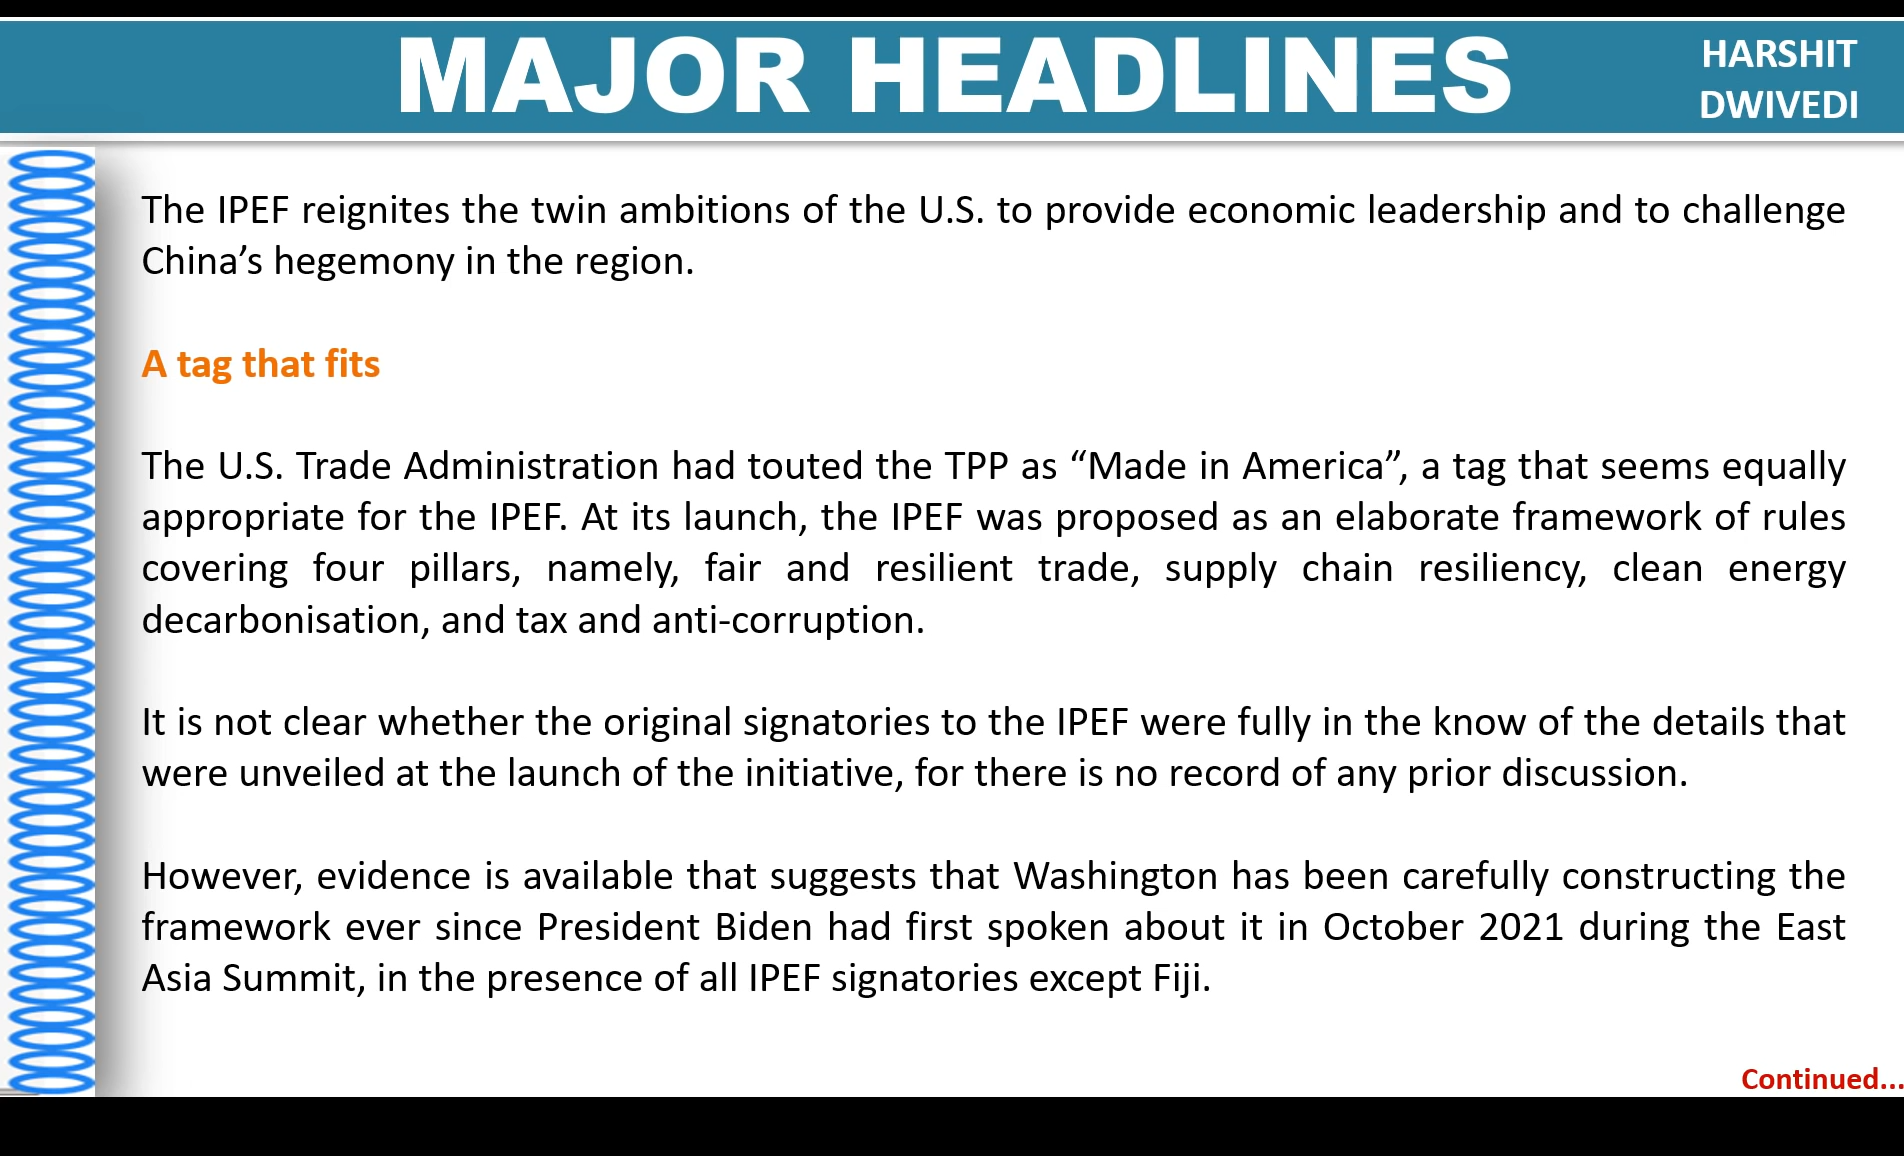 MAJOR HEADLINES
HARSHIT
DWIVEDI
The IPEF reignites the twin ambitions of the U.S. to provide economic leadership and to challenge
China’s hegemony in the region.
A tag that fits
The U.S. Trade Administration had touted the TPP as “Made in America”, a tag that seems equally
appropriate for the IPEF. At its launch, the IPEF was proposed as an elaborate framework of rules
covering four pillars, namely, fair and resilient trade, supply chain resiliency, clean energy
decarbonisation, and tax and anti-corruption.
It is not clear whether the original signatories to the IPEF were fully in the know of the details that
were unveiled at the launch of the initiative, for there is no record of any prior discussion.
However, evidence is available that suggests that Washington has been carefully constructing the
framework ever since President Biden had first spoken about it in October 2021 during the East
Asia Summit, in the presence of all IPEF signatories except Fiji.
Continued...